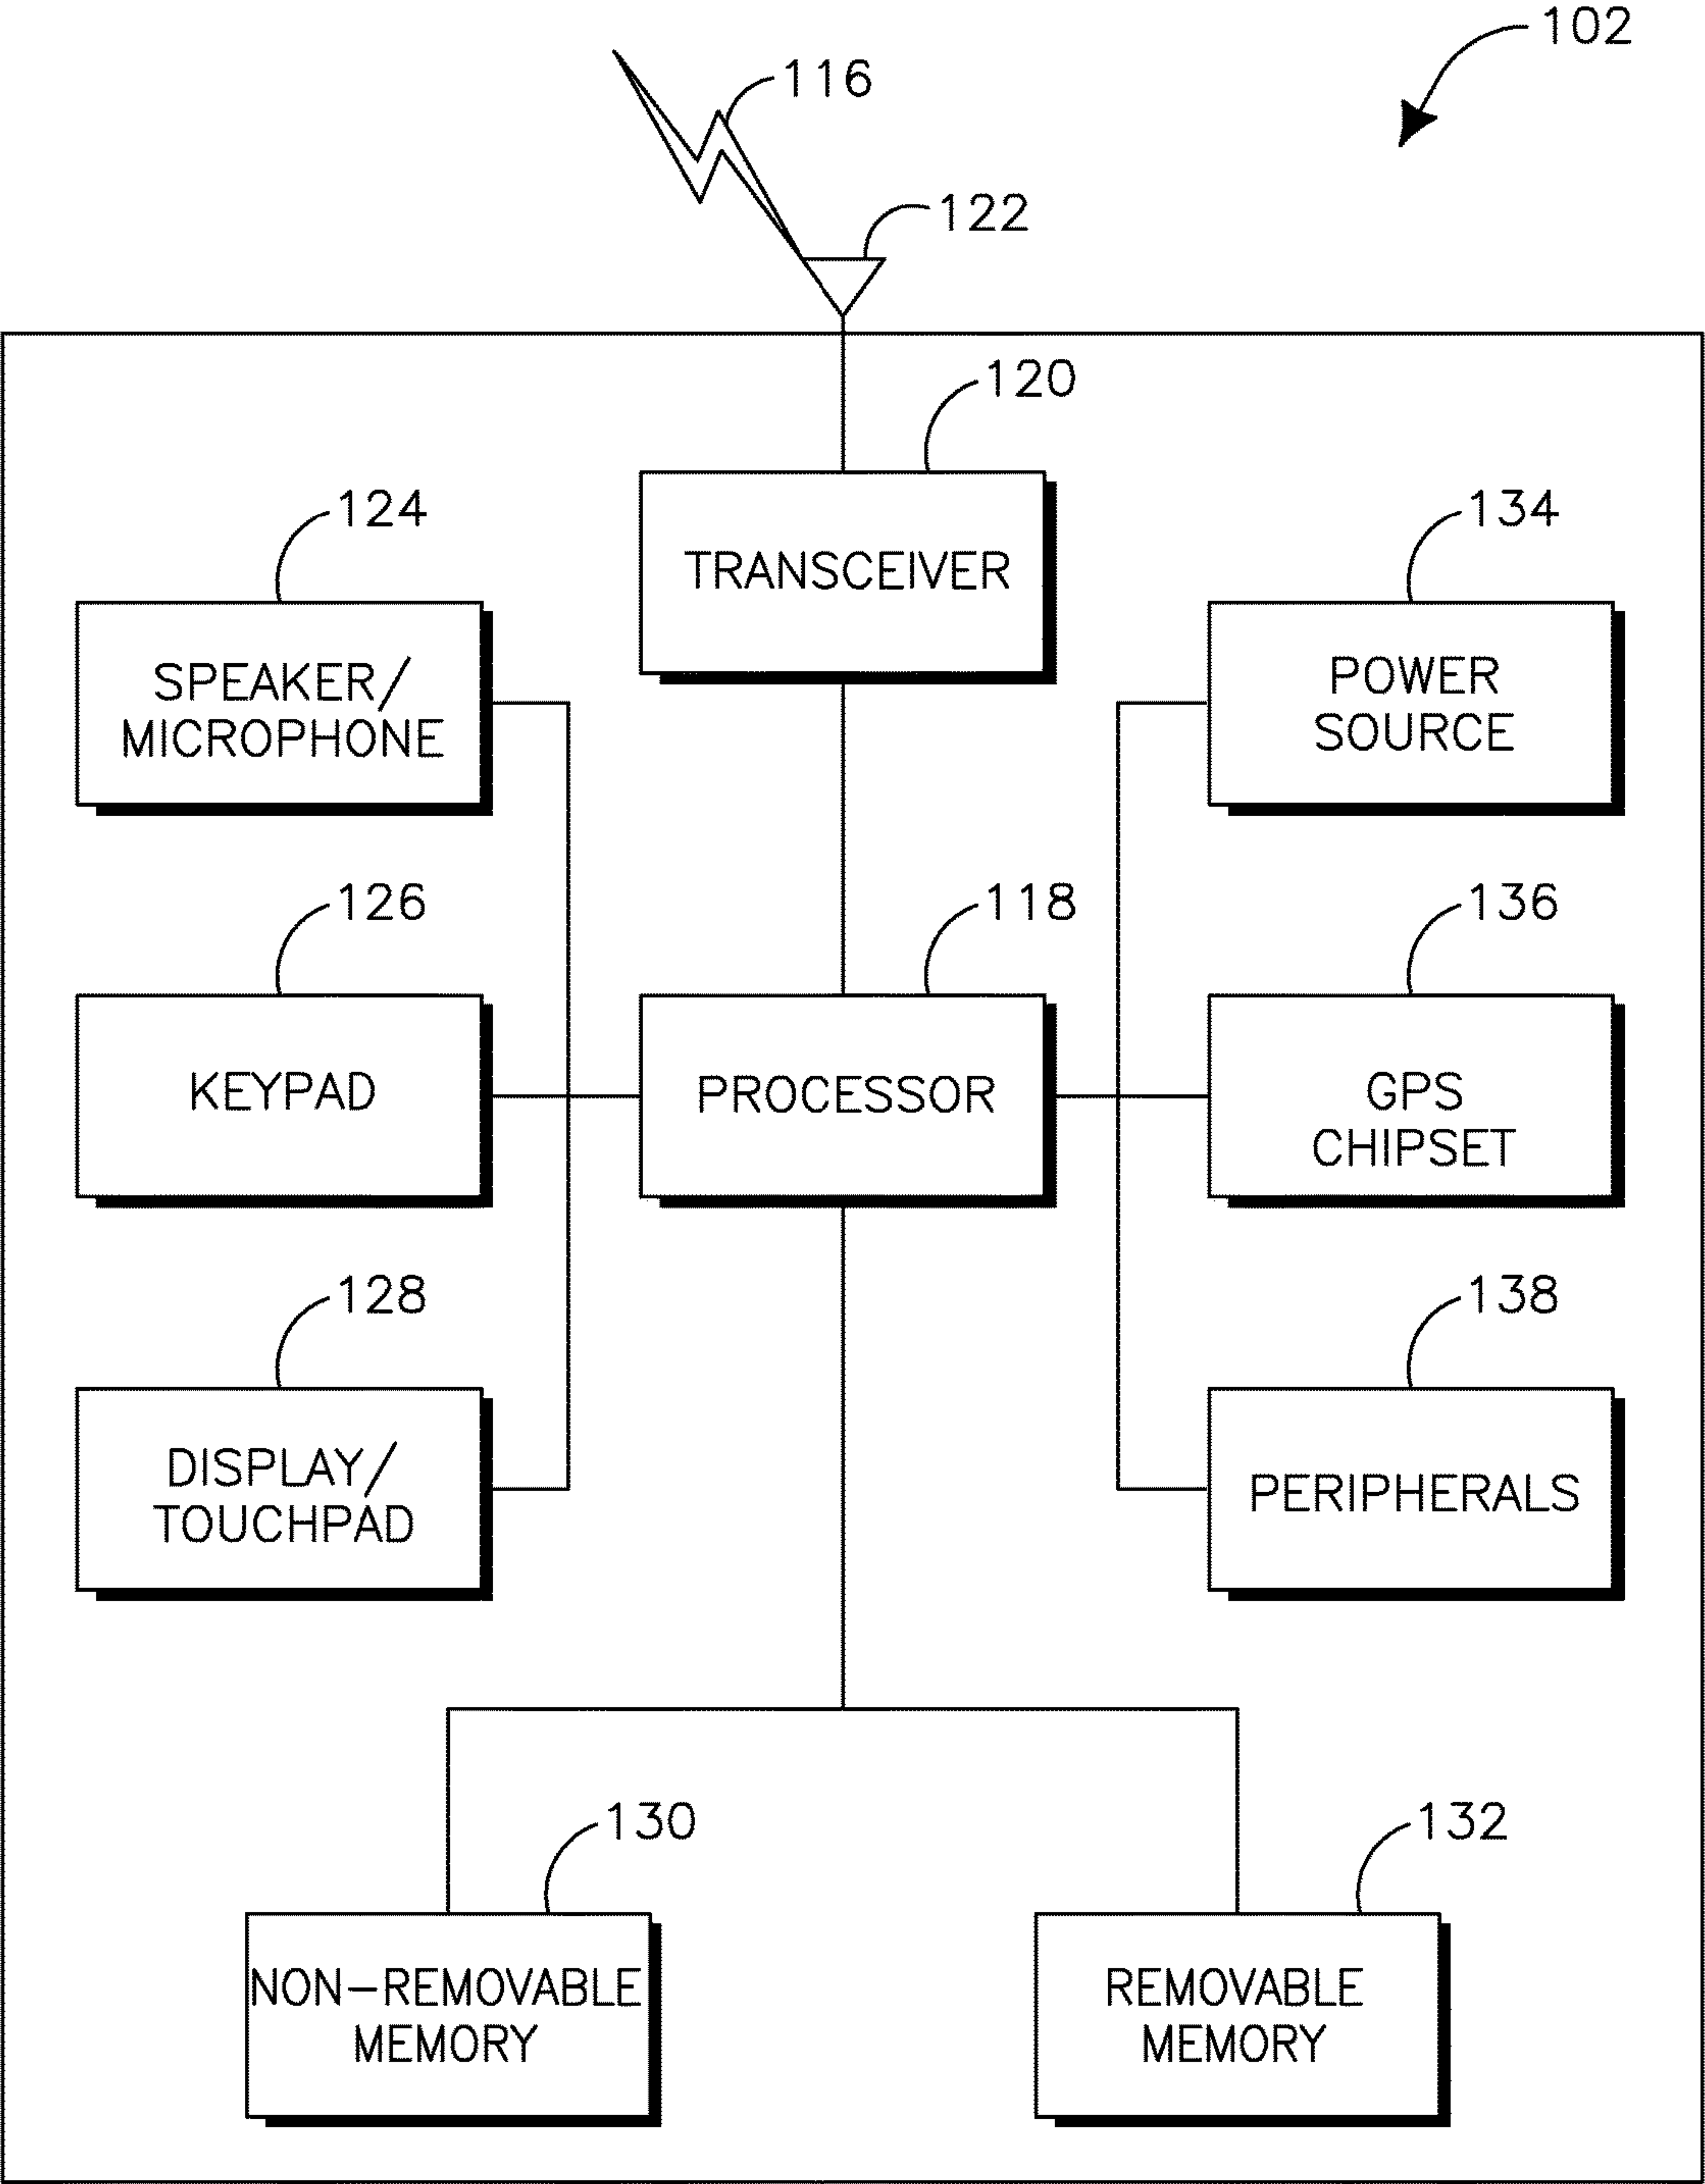 102
116
122
120
TRANSCEIVER
124
SPEAKER/
MICROPHONE
134
POWER
SOURCE
126
KEYPAD
118
PROCESSOR
136
GPS
CHIPSET
128
DISPLAY/
TOUCHPAD
138
PERIPHERALS
130
NON-REMOVABLE
MEMORY
132
REMOVABLE
MEMORY